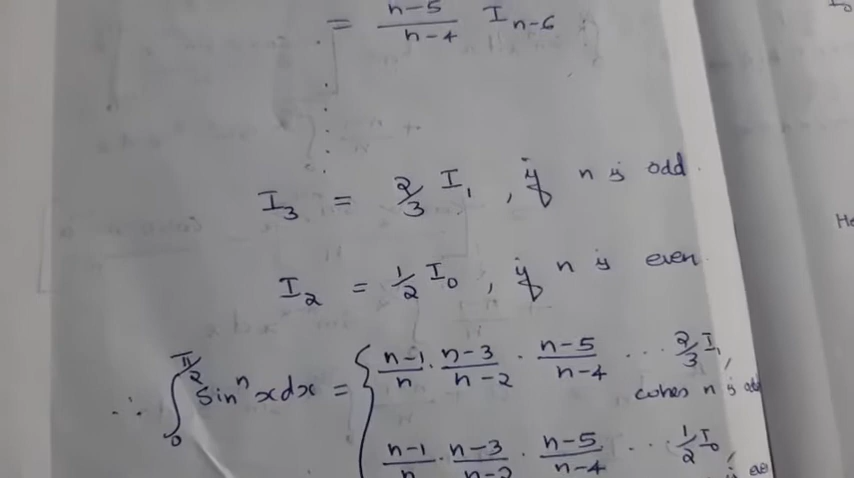 = n-5/n-4 I_{n-6}
I_3 = 2/3 I_1 , if n is odd.
I_2 = 1/2 I_0 , if n is even.
∴ ∫_0^{π/2} Sin^n x dx = { n-1/n · n-3/n-2 · n-5/n-4 ··· 2/3 I_1,
when n is
n-1/n · n-3/n-2 · n-5/n-4 ··· 1/2 I_0,